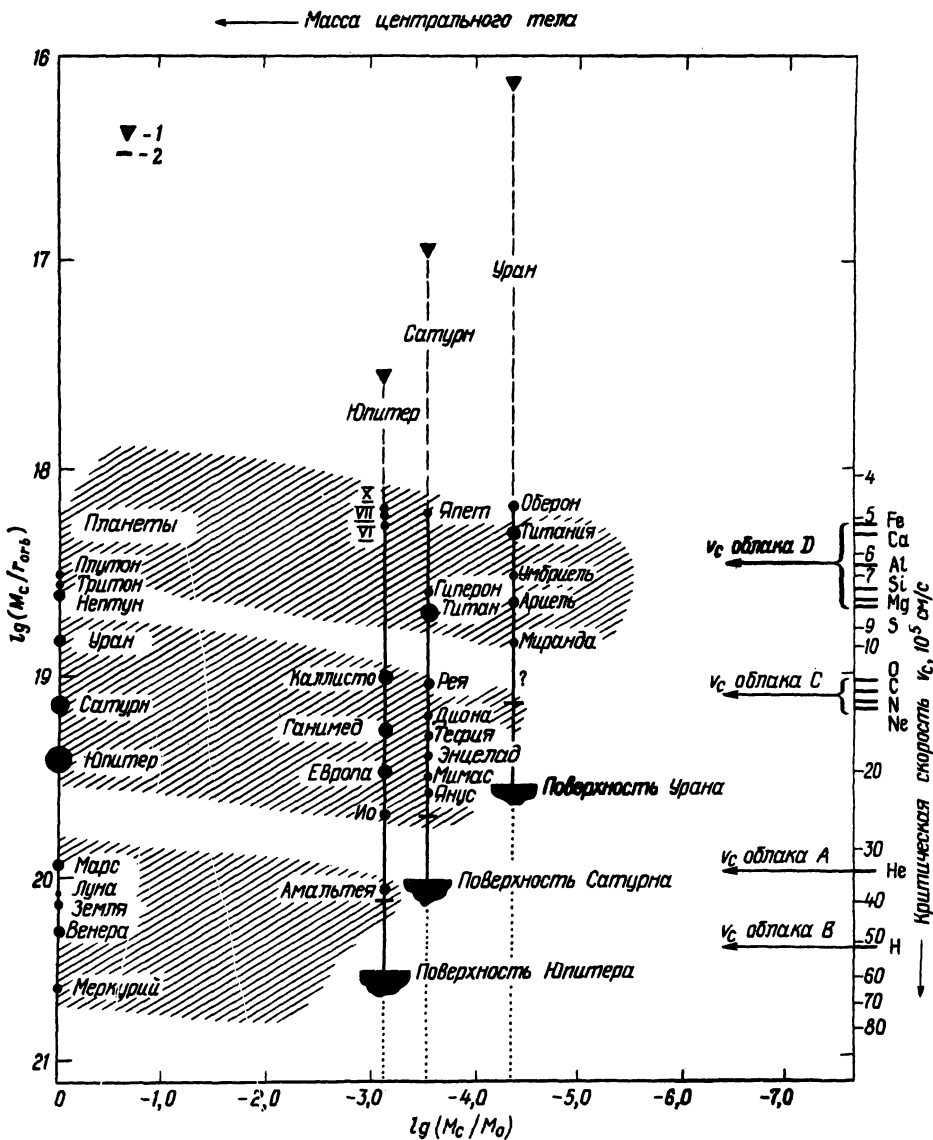 Масса центрального тела
16
17
18
19
20
21
lg (Mc/rorb)
-1
-2
Уран
Сатурн
Юпитер
Планеты
Плутон
Тритон
Нептун
Уран
Сатурн
Юпитер
Марс
Луна
Земля
Венера
Меркурий
X
VII
VI
Каллисто
Ганимед
Европа
Ио
Амальтея
Поверхность Юпитера
Япет
Гиперон
Титан
Рея
Диона
Тефия
Энцелад
Мимас
Янус
Поверхность Сатурна
Оберон
Титания
Умбриель
Ариель
Миранда
?
Поверхность Урана
vc облака D
vc облака C
vc облака A
vc облака B
4
5
6
7
9
10
20
30
40
50
60
70
80
Fe
Ca
Al
Si
Mg
S
O
C
N
Ne
He
H
Критическая скорость vc, 10⁵ см/с
0
-1,0
-2,0
-3,0
-4,0
-5,0
-6,0
-7,0
lg (Mc/M₀)